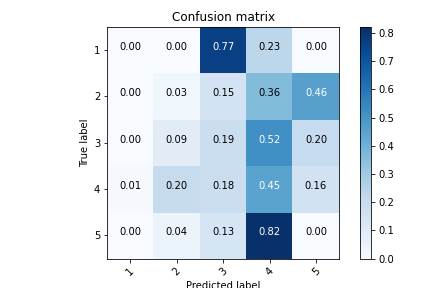 Confusion matrix
1 0.00 0.00 0.77 0.23 0.00
2 0.00 0.03 0.15 0.36 0.46
3 0.00 0.09 0.19 0.52 0.20
4 0.01 0.20 0.18 0.45 0.16
5 0.00 0.04 0.13 0.82 0.00
1 2 3 4 5
True label
Predicted label
0.8
0.7
0.6
0.5
0.4
0.3
0.2
0.1
0.0